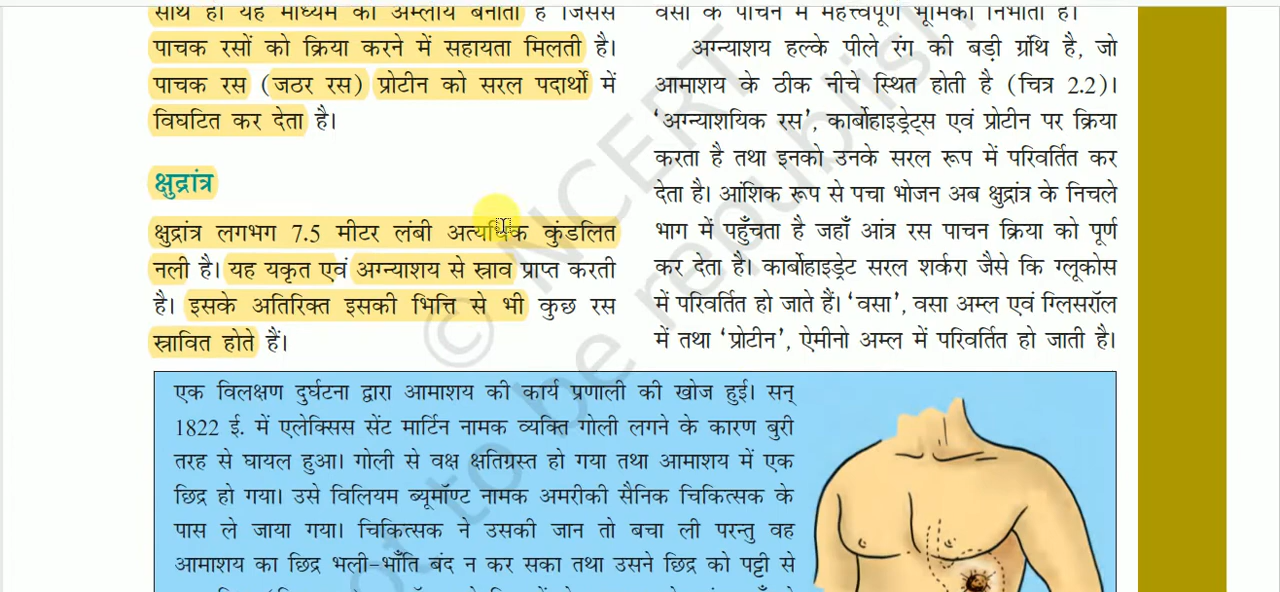 साथ ही यह माध्यम को अम्लीय बनाता है जिससे
पाचक रसों को क्रिया करने में सहायता मिलती है।
पाचक रस (जठर रस) प्रोटीन को सरल पदार्थों में
विघटित कर देता है।
क्षुद्रांत्र
क्षुद्रांत्र लगभग 7.5 मीटर लंबी अत्यधिक कुंडलित
नली है। यह यकृत एवं अग्न्याशय से स्राव प्राप्त करती
है। इसके अतिरिक्त इसकी भित्ति से भी कुछ रस
स्रावित होते हैं।
वसा के पाचन में महत्त्वपूर्ण भूमिका निभाता है।
अग्न्याशय हल्के पीले रंग की बड़ी ग्रंथि है, जो
आमाशय के ठीक नीचे स्थित होती है (चित्र 2.2)।
‘अग्न्याशयिक रस’, कार्बोहाइड्रेट्स एवं प्रोटीन पर क्रिया
करता है तथा इनको उनके सरल रूप में परिवर्तित कर
देता है। आंशिक रूप से पचा भोजन अब क्षुद्रांत्र के निचले
भाग में पहुँचता है जहाँ आंत्र रस पाचन क्रिया को पूर्ण
कर देता है। कार्बोहाइड्रेट सरल शर्करा जैसे कि ग्लूकोस
में परिवर्तित हो जाते हैं। ‘वसा’, वसा अम्ल एवं ग्लिसरॉल
में तथा ‘प्रोटीन’, ऐमीनो अम्ल में परिवर्तित हो जाती है।
एक विलक्षण दुर्घटना द्वारा आमाशय की कार्य प्रणाली की खोज हुई। सन्
1822 ई. में एलेक्सिस सेंट मार्टिन नामक व्यक्ति गोली लगने के कारण बुरी
तरह से घायल हुआ। गोली से वक्ष क्षतिग्रस्त हो गया तथा आमाशय में एक
छिद्र हो गया। उसे विलियम ब्यूमॉण्ट नामक अमरीकी सैनिक चिकित्सक के
पास ले जाया गया। चिकित्सक ने उसकी जान तो बचा ली परन्तु वह
आमाशय का छिद्र भली-भाँति बंद न कर सका तथा उसने छिद्र को पट्टी से
© NCERT
not to be republish